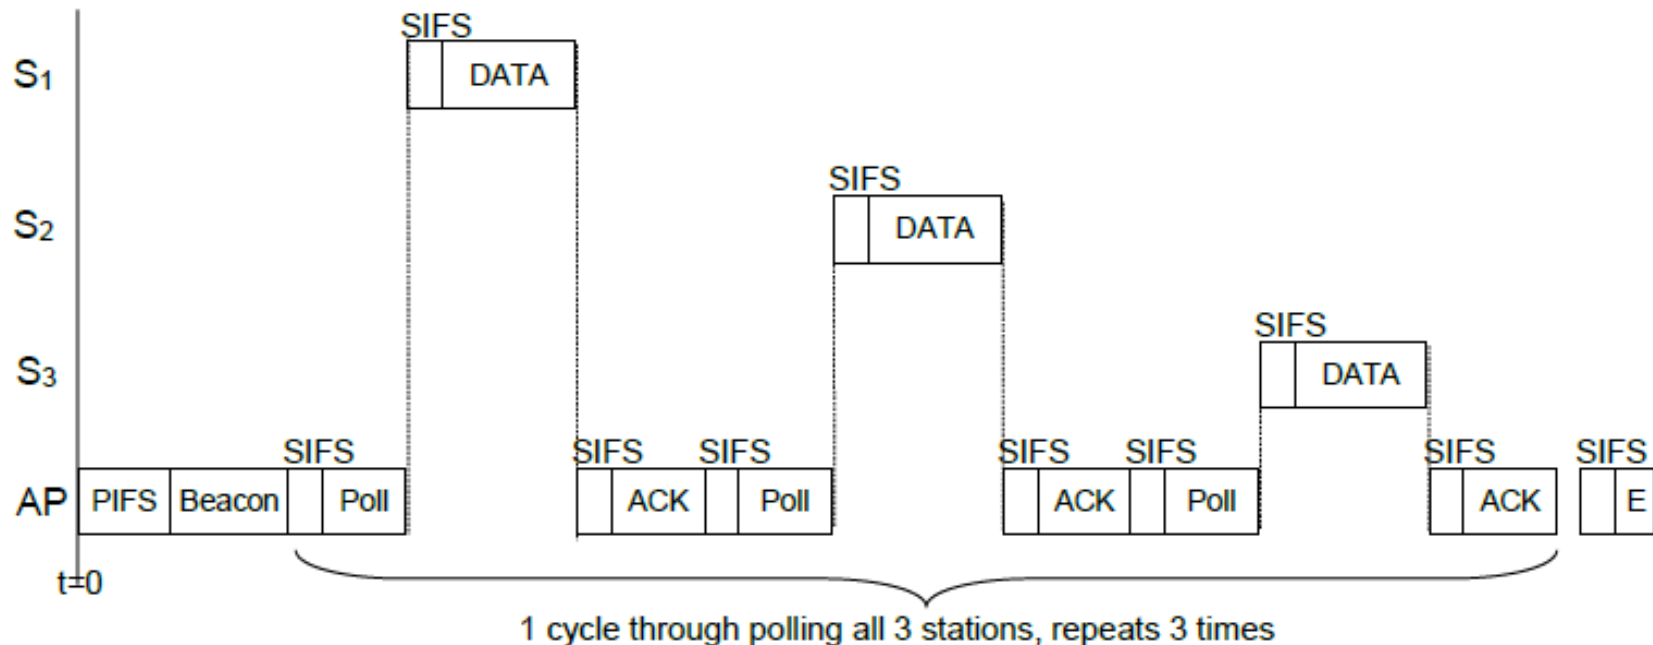 SIFS
S1 DATA
SIFS
S2 DATA
SIFS
S3 DATA
SIFS SIFS SIFS SIFS SIFS SIFS SIFS
AP PIFS Beacon Poll ACK Poll ACK Poll ACK E
t=0
1 cycle through polling all 3 stations, repeats 3 times